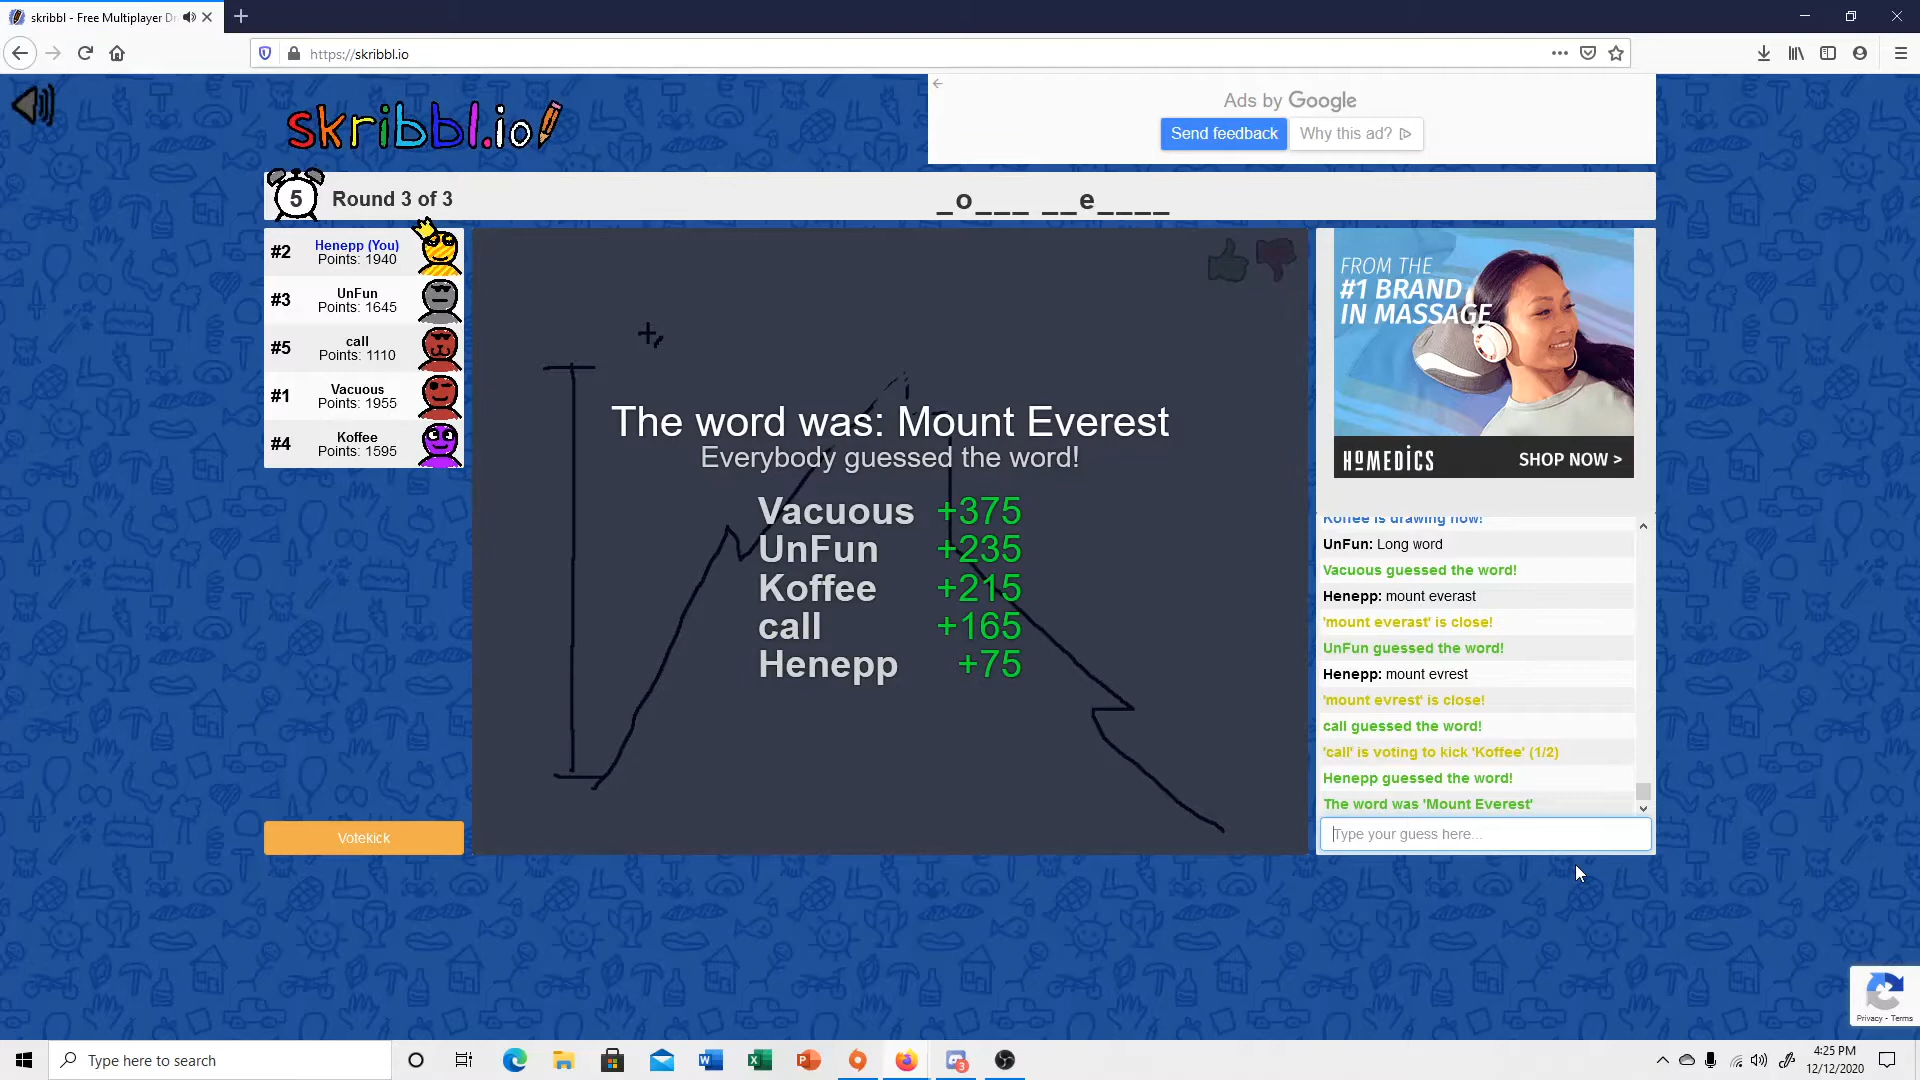 skribbl - Free Multiplayer Dr
https://skribbl.io
skribbl.io
Ads by Google
Send feedback
Why this ad?
5
Round 3 of 3
_o___ __e____
#2
Henepp (You)
Points: 1940
#3
UnFun
Points: 1645
#5
call
Points: 1110
#1
Vacuous
Points: 1955
#4
Koffee
Points: 1595
Votekick
The word was: Mount Everest
Everybody guessed the word!
Vacuous +375
UnFun +235
Koffee +215
call +165
Henepp +75
FROM THE
#1 BRAND
IN MASSAGE
HOMEDICS
SHOP NOW >
Koffee is drawing now!
UnFun: Long word
Vacuous guessed the word!
Henepp: mount everast
'mount everast' is close!
UnFun guessed the word!
Henepp: mount evrest
'mount evrest' is close!
call guessed the word!
'call' is voting to kick 'Koffee' (1/2)
Henepp guessed the word!
The word was 'Mount Everest'
Type your guess here...
Privacy - Terms
Type here to search
3
4:25 PM
12/12/2020